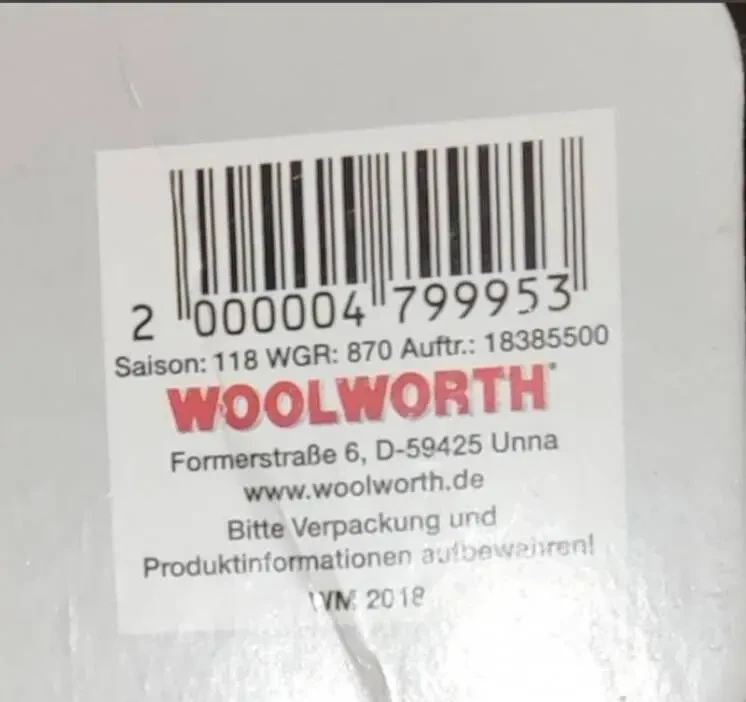 2 000004 799953
Saison: 118 WGR: 870 Auftr.: 18385500
WOOLWORTH
Formerstraße 6, D-59425 Unna
www.woolworth.de
Bitte Verpackung und
Produktinformationen aufbewahren!
WM 2018